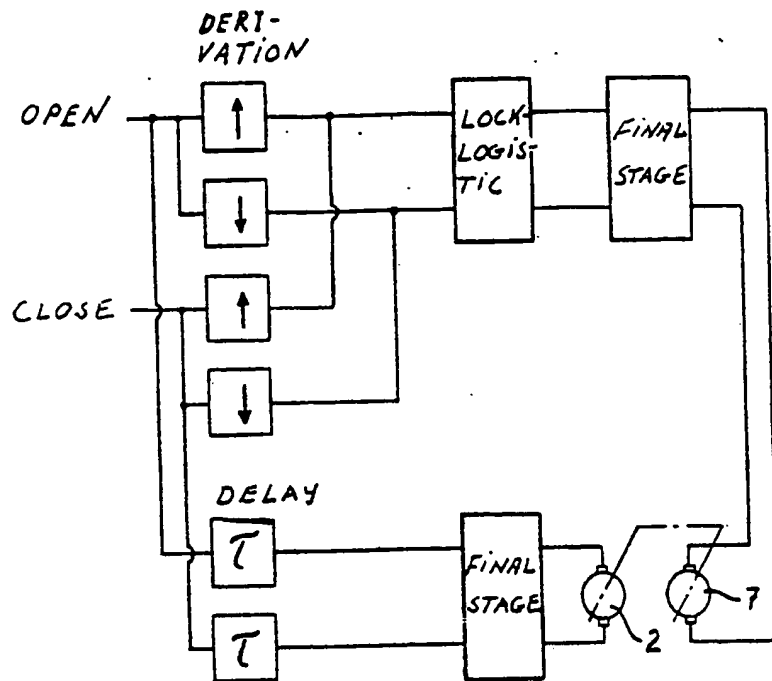 DERI-
VATION
OPEN
↑
LOCK-
LOGIS-
TIC
FINAL
STAGE
↓
CLOSE
↑
↓
DELAY
τ
FINAL
STAGE
τ
2
7